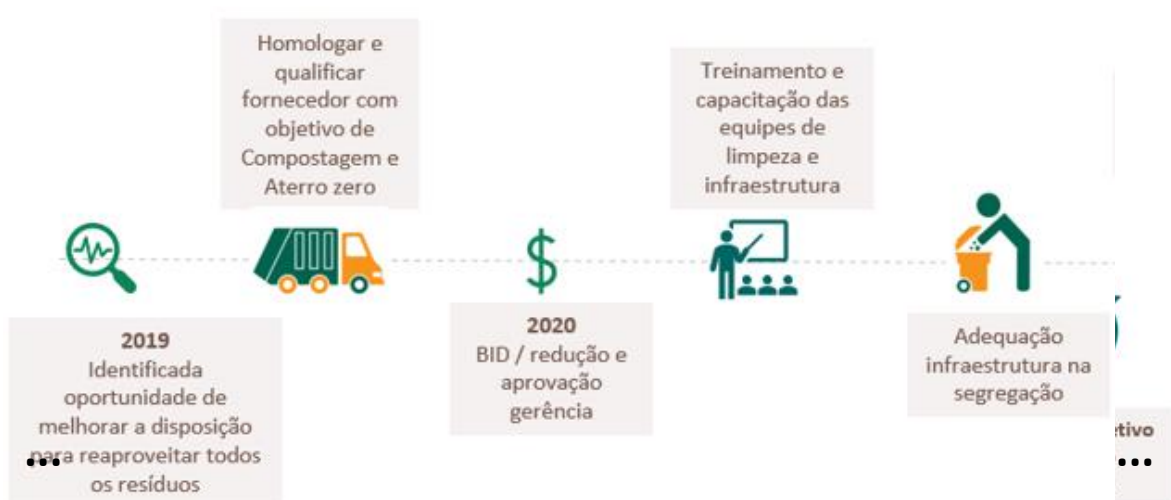 Homologar e
qualificar
fornecedor com
objetivo de
Compostagem e
Aterro zero
Treinamento e
capacitação das
equipes de
limpeza e
infraestrutura
2019
Identificada
oportunidade de
melhorar a disposição
para reaproveitar todos
os resíduos
...
2020
BID / redução e
aprovação
gerência
Adequação
infraestrutura na
segregação
tivo
...